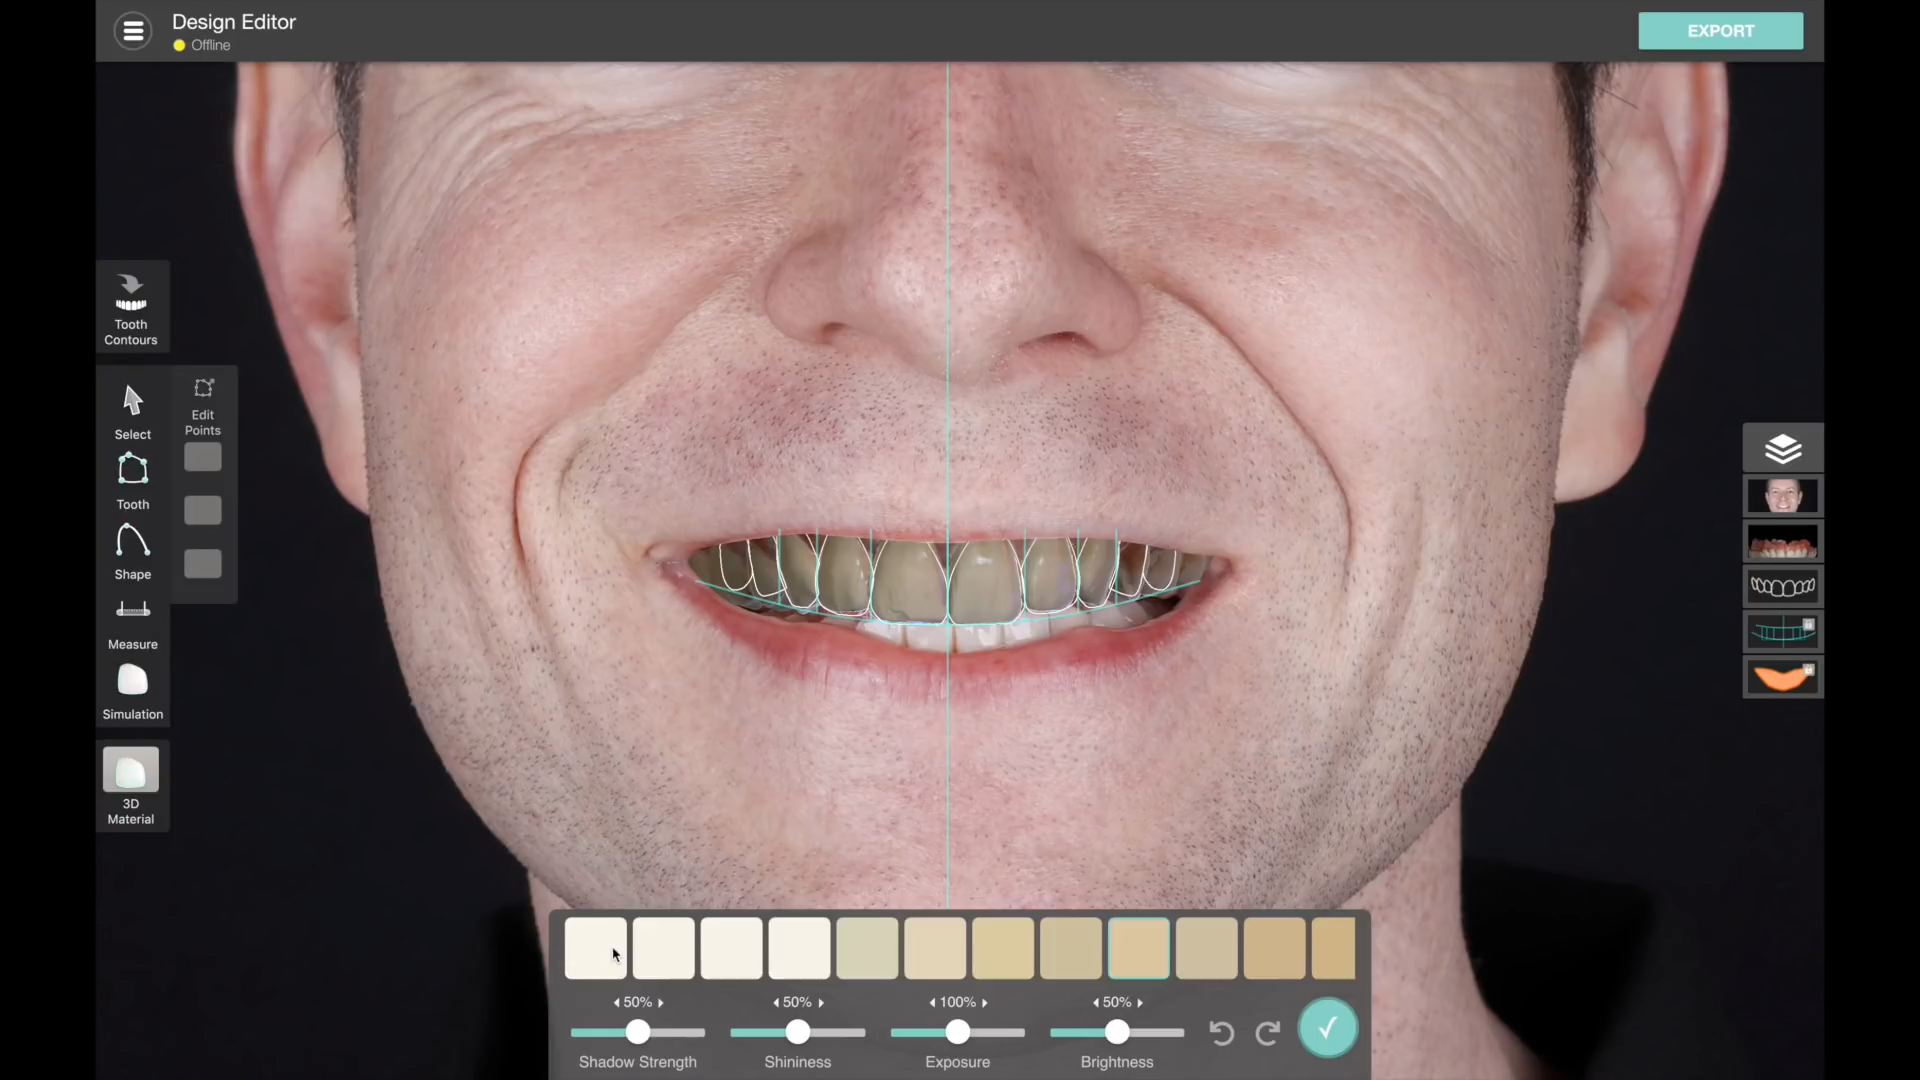 Design Editor
Offline
EXPORT
Tooth
Contours
Edit
Points
Select
Tooth
Shape
Measure
Simulation
3D
Material
50%
50%
100%
50%
Shadow Strength
Shininess
Exposure
Brightness